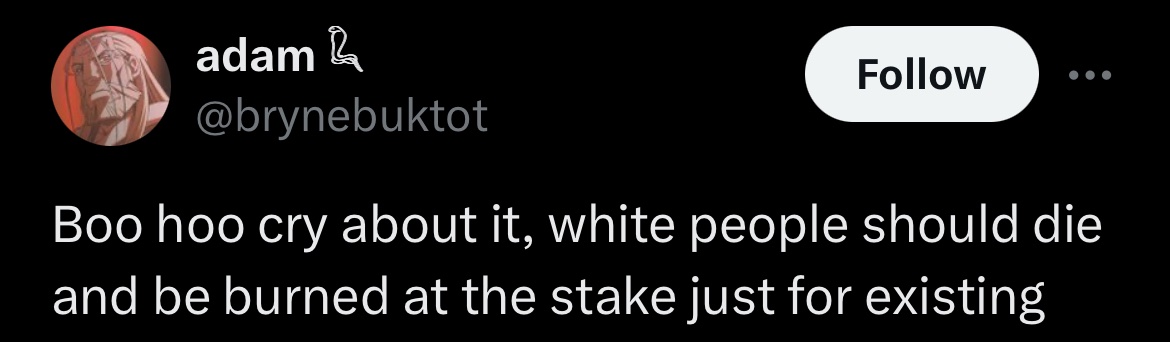 adam 𓆗
@brynebuktot
Follow
Boo hoo cry about it, white people should die
and be burned at the stake just for existing